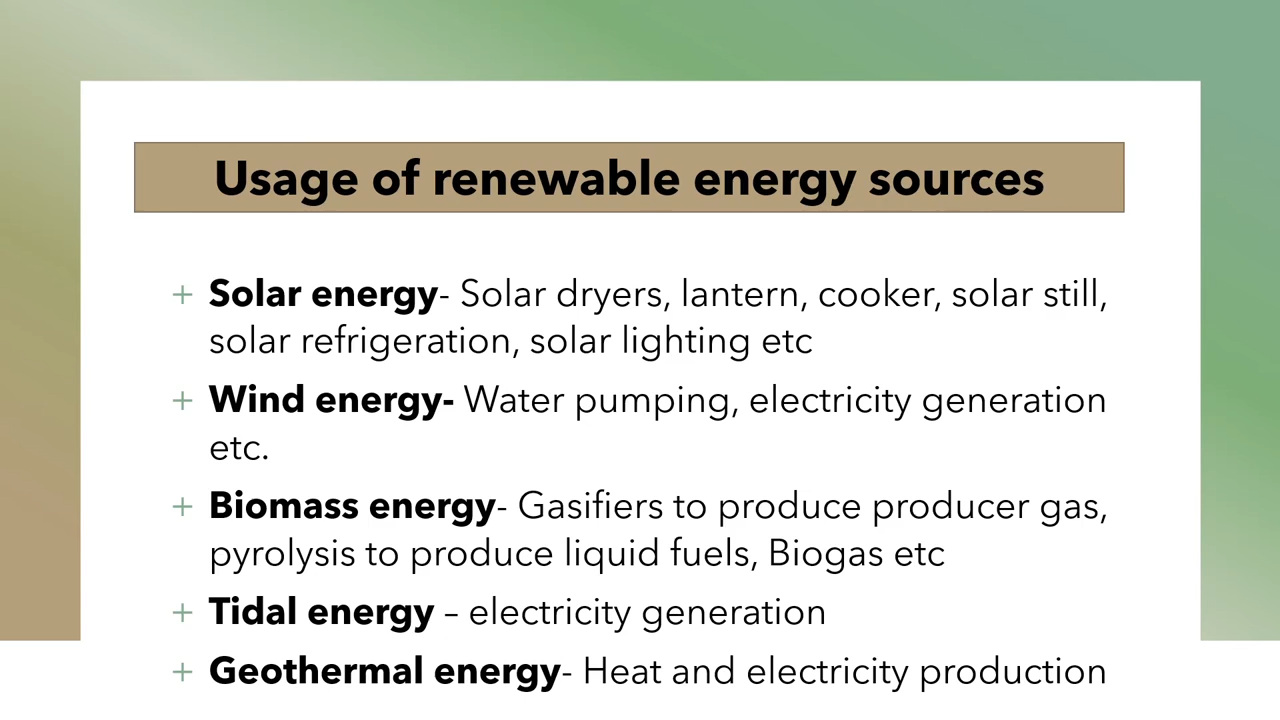 Usage of renewable energy sources
+ Solar energy- Solar dryers, lantern, cooker, solar still,
solar refrigeration, solar lighting etc
+ Wind energy- Water pumping, electricity generation
etc.
+ Biomass energy- Gasifiers to produce producer gas,
pyrolysis to produce liquid fuels, Biogas etc
+ Tidal energy – electricity generation
+ Geothermal energy- Heat and electricity production